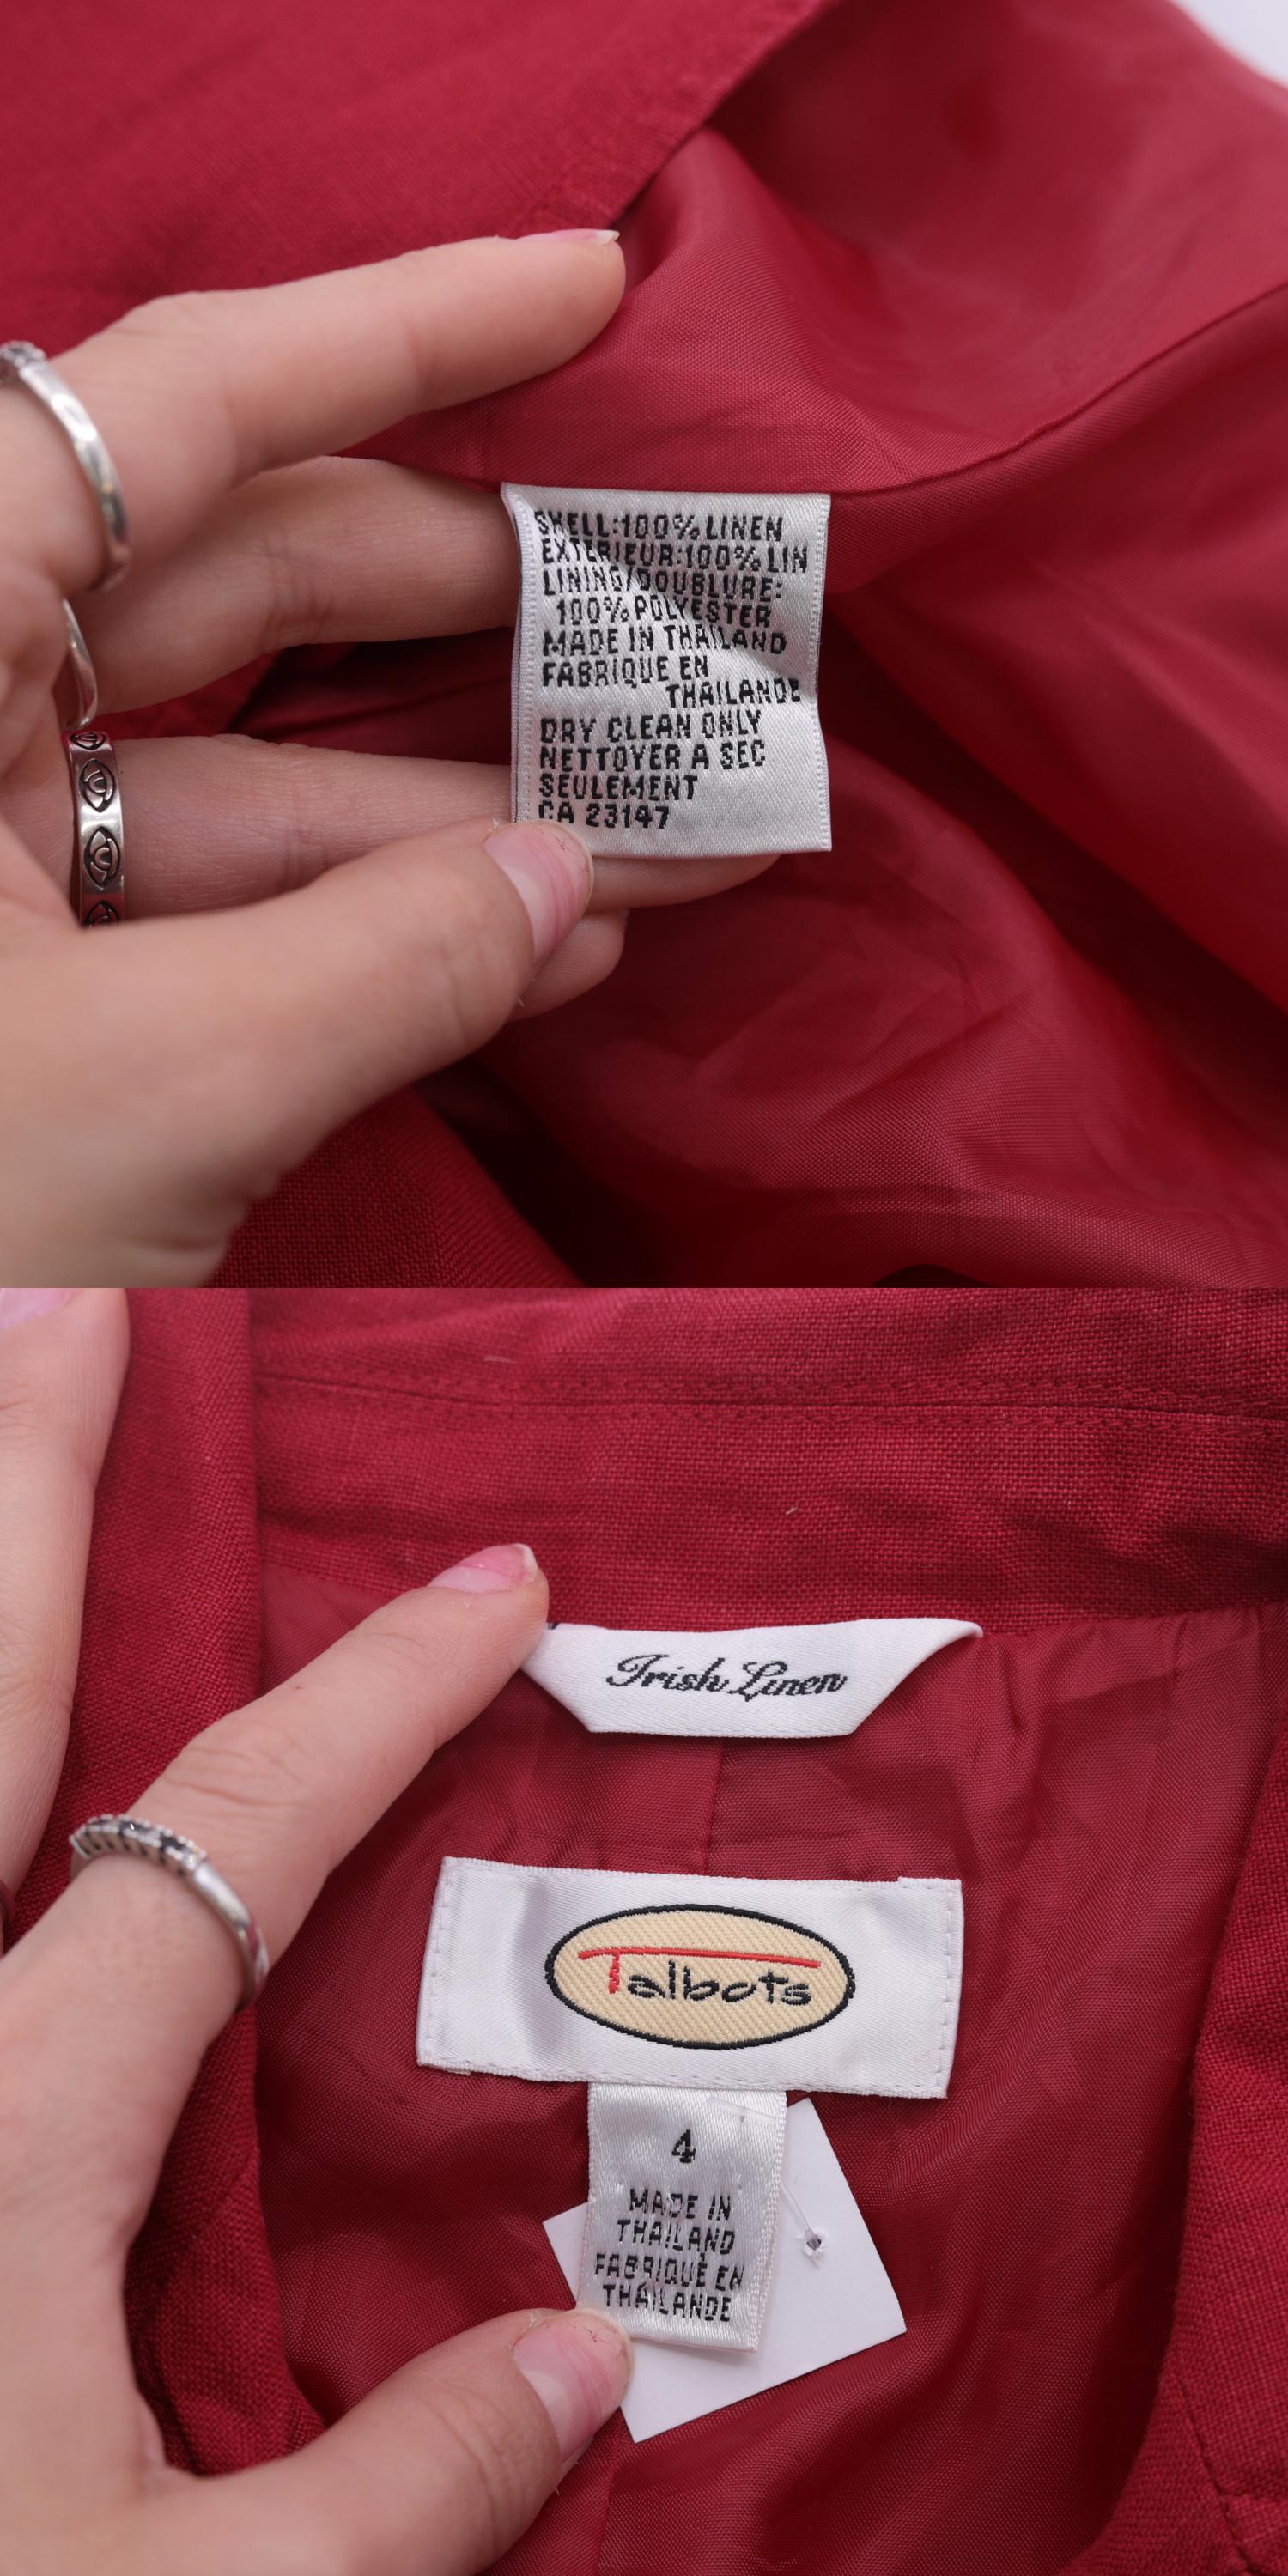 SHELL:100% LINEN
EXTERIEUR:100% LIN
LINING/DOUBLURE:
100% POLYESTER
MADE IN THAILAND
FABRIQUE EN
THAILANDE
DRY CLEAN ONLY
NETTOYER A SEC
SEULEMENT
CA 23147
Irish Linen
Talbots
4
MADE IN
THAILAND
FABRIQUÈ EN
THAILANDE